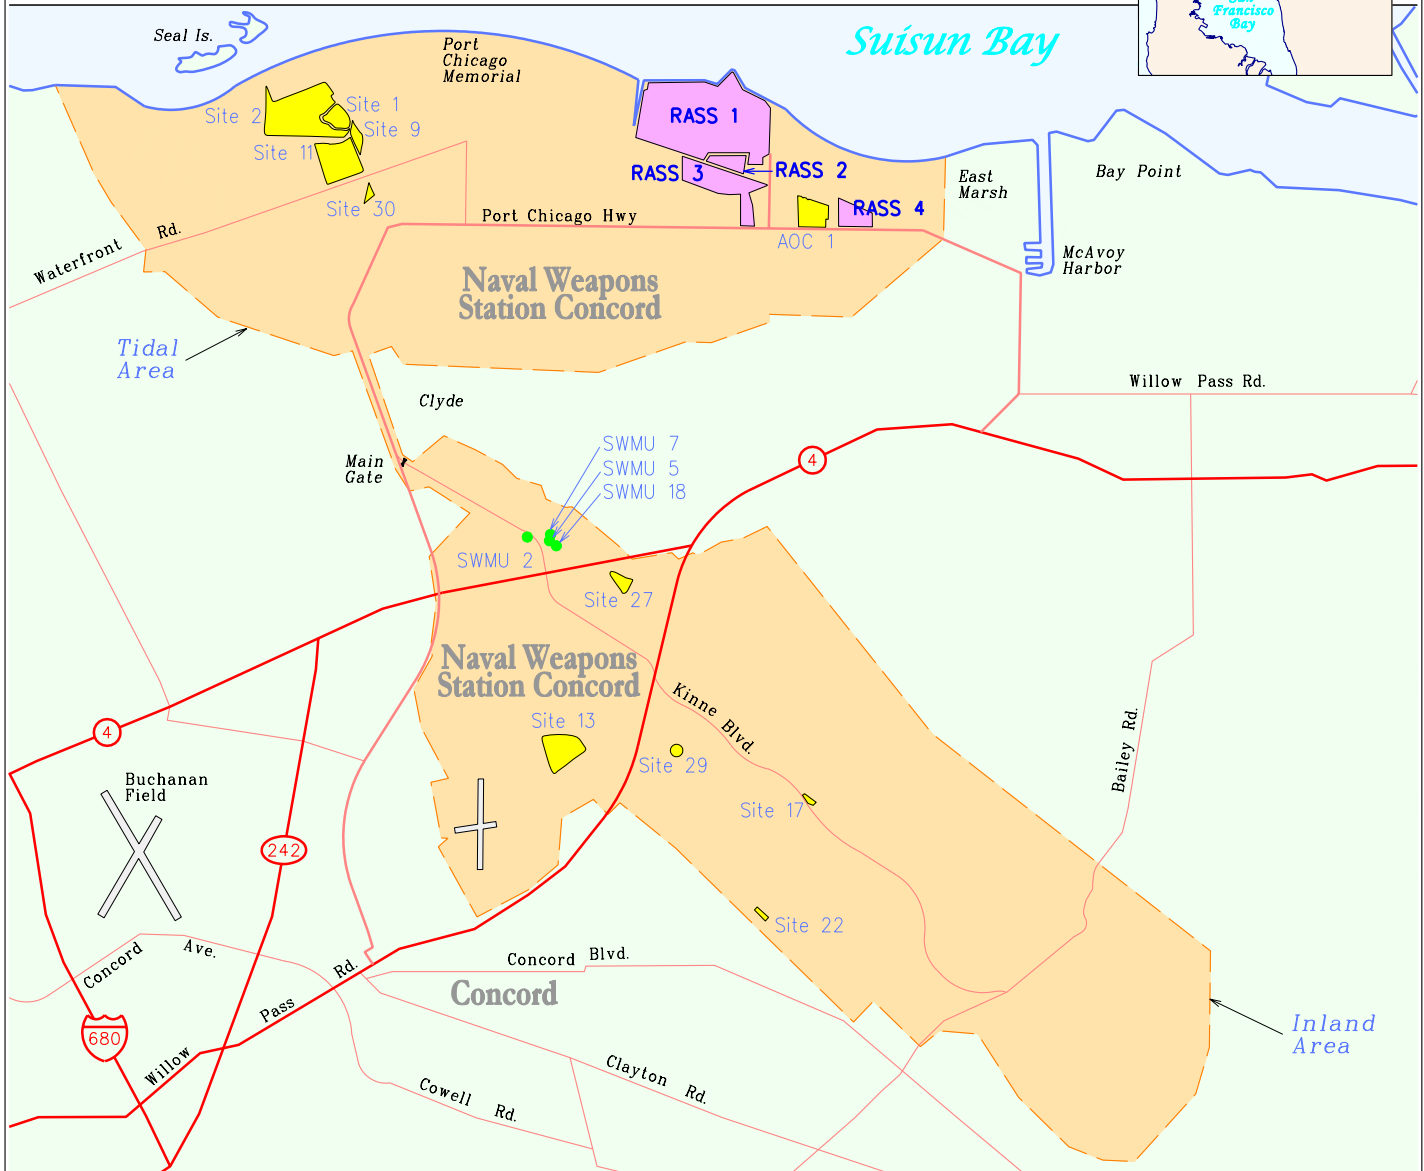 San
Francisco
Bay
Seal Is.
Port
Chicago
Memorial
Suisun Bay
Site 2
Site 1
Site 9
Site 11
Site 30
RASS 1
RASS 2
RASS 3
RASS 4
AOC 1
East
Marsh
Bay Point
McAvoy
Harbor
Waterfront Rd.
Port Chicago Hwy
Naval Weapons
Station Concord
Tidal
Area
Clyde
Willow Pass Rd.
Main
Gate
SWMU 7
SWMU 5
SWMU 18
SWMU 2
4
Site 27
Naval Weapons
Station Concord
Kinne Blvd.
Site 13
Site 29
Site 17
Bailey Rd.
4
Buchanan
Field
242
Site 22
Concord Ave.
Concord Blvd.
Concord
680
Willow Pass Rd.
Inland
Area
Clayton Rd.
Cowell Rd.